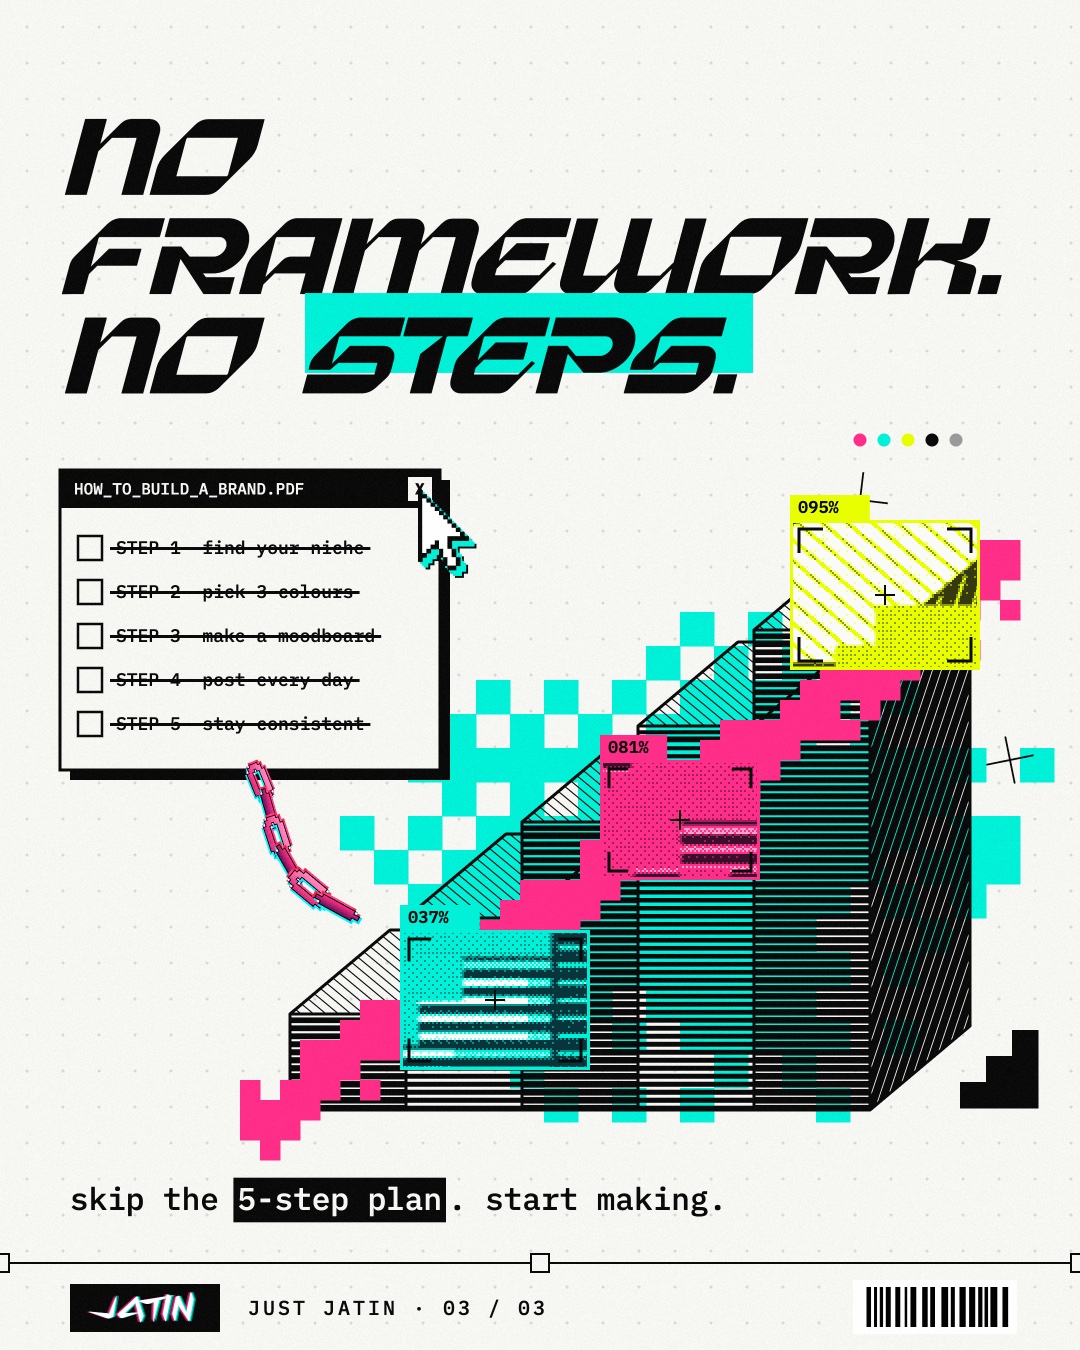 NO
FRAMEWORK.
NO STEPS.
HOW_TO_BUILD_A_BRAND.PDF X
STEP 1 find your niche
STEP 2 pick 3 colours
STEP 3 make a moodboard
STEP 4 post every day
STEP 5 stay consistent
095%
081%
037%
skip the 5-step plan. start making.
JATIN JUST JATIN · 03 / 03